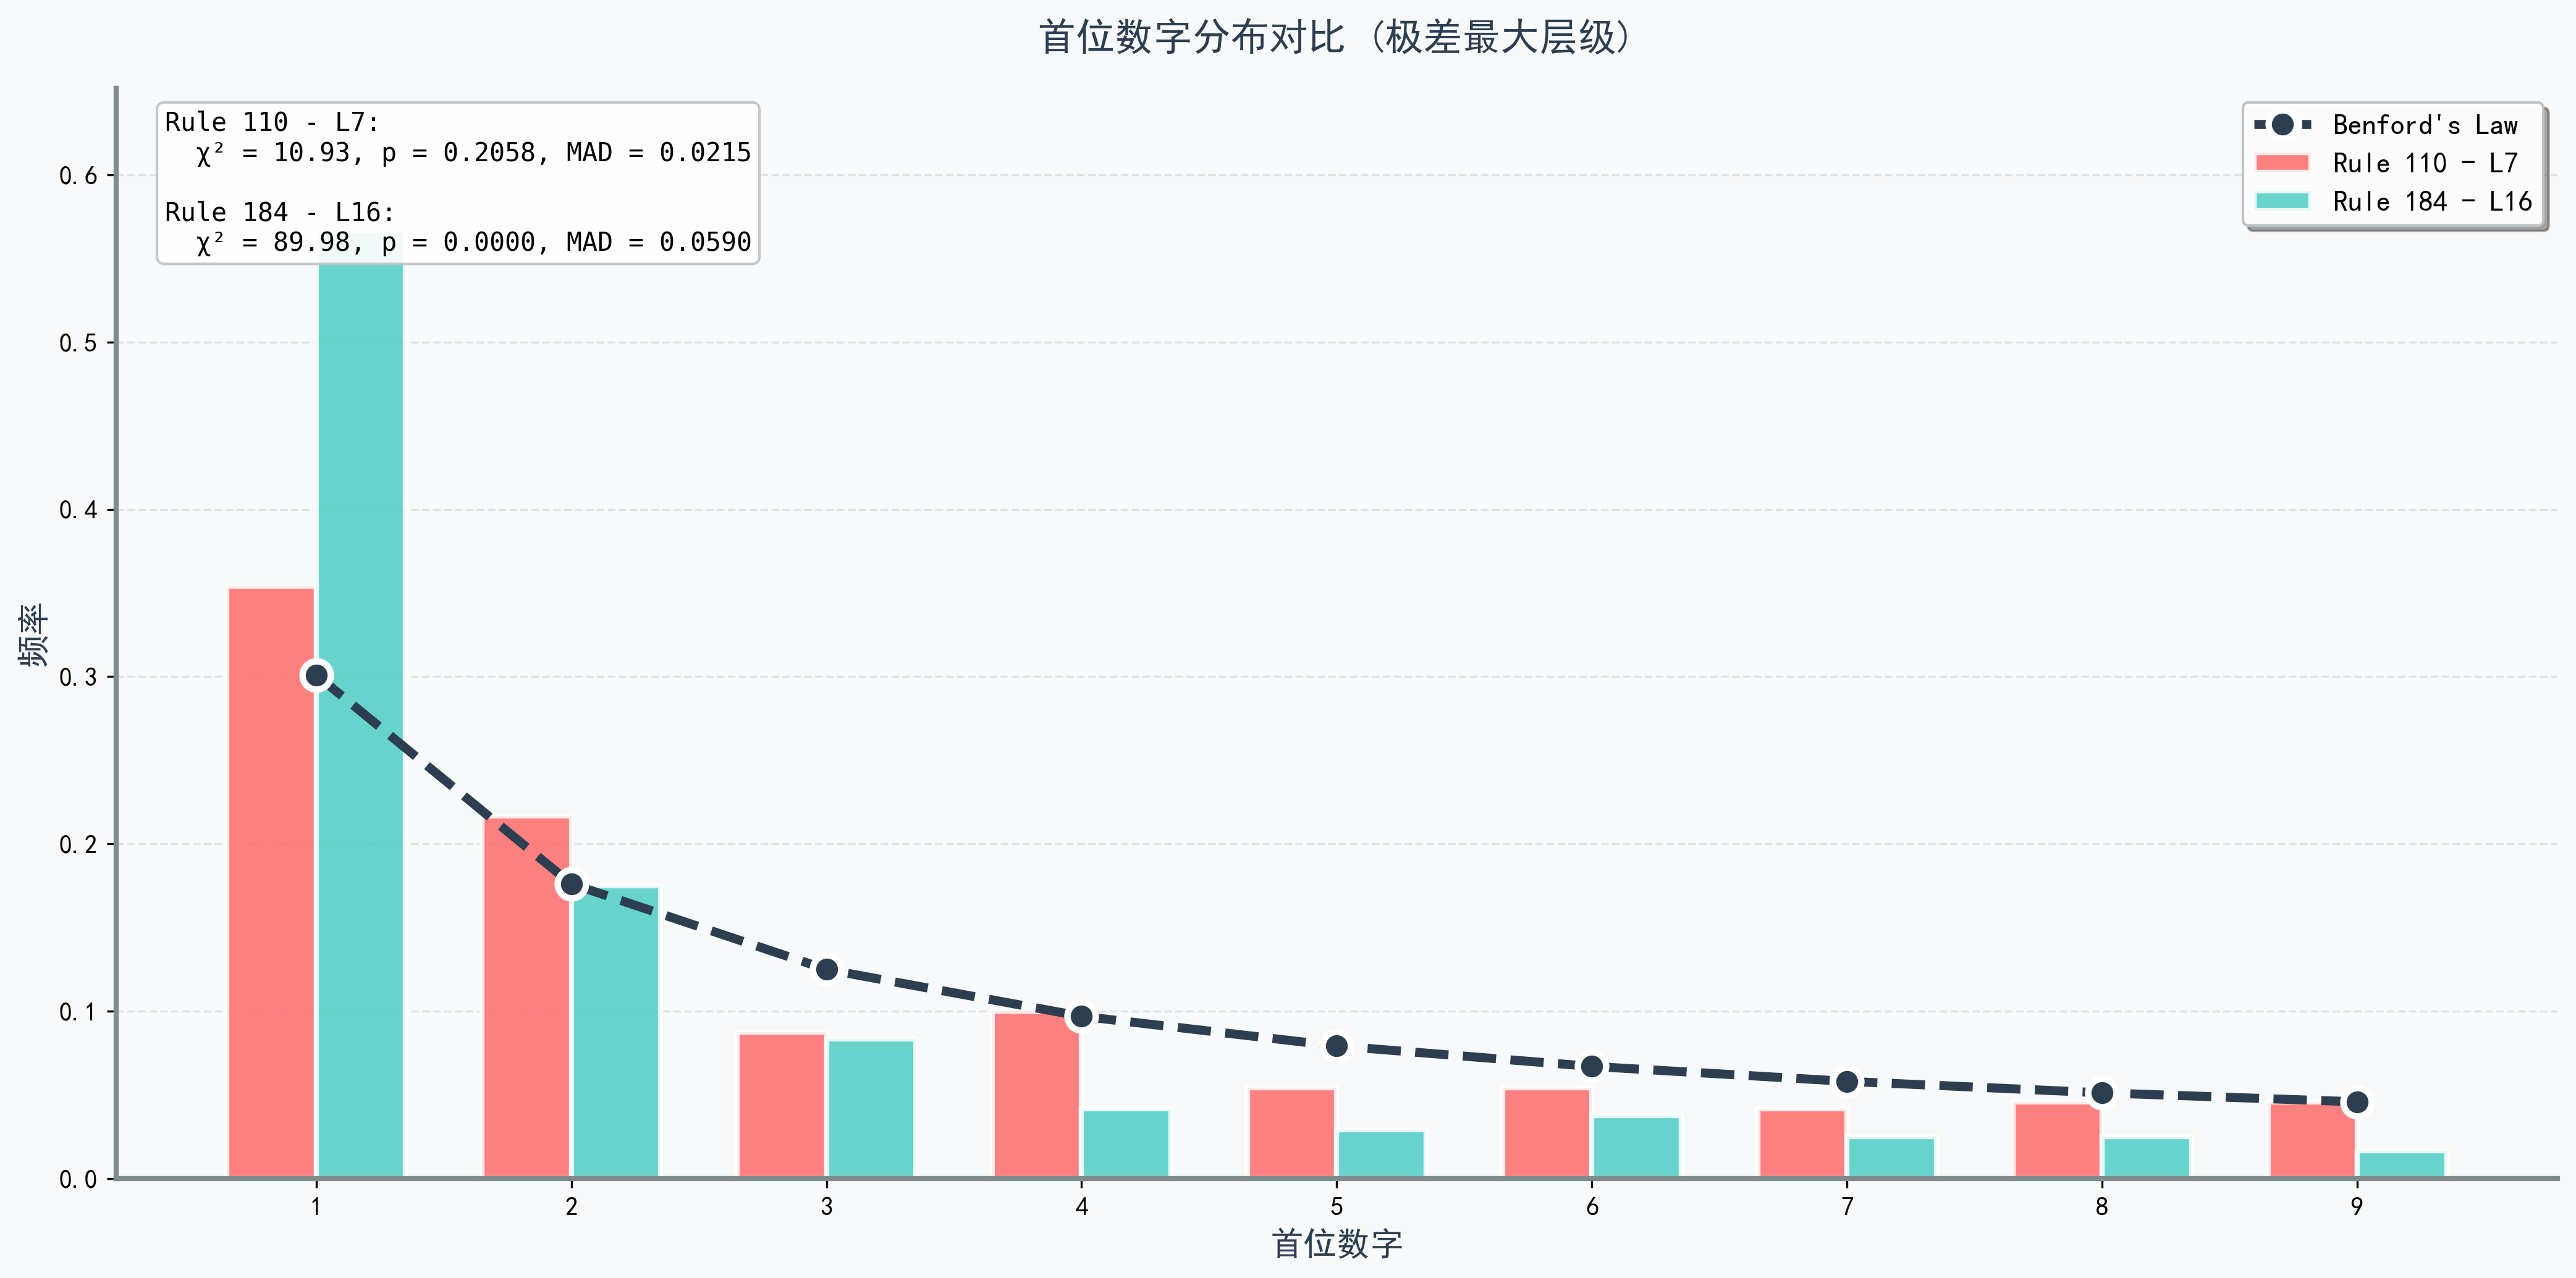 首位数字分布对比 (极差最大层级)
Rule 110 - L7:
χ² = 10.93, p = 0.2058, MAD = 0.0215
Rule 184 - L16:
χ² = 89.98, p = 0.0000, MAD = 0.0590
Benford's Law
Rule 110 - L7
Rule 184 - L16
频率
0.6
0.5
0.4
0.3
0.2
0.1
0.0
1 2 3 4 5 6 7 8 9
首位数字